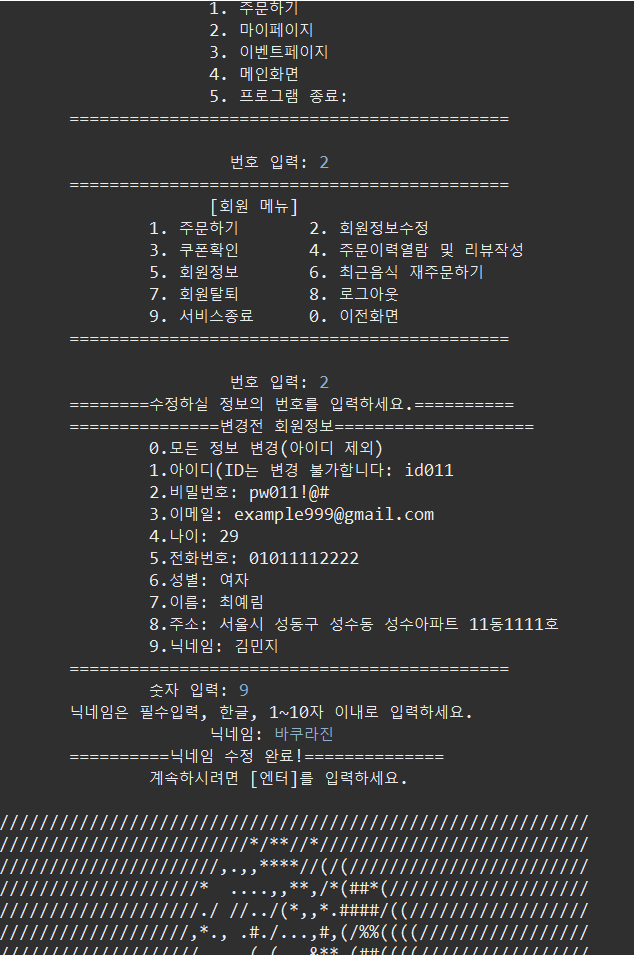 1. 주문하기
2. 마이페이지
3. 이벤트페이지
4. 메인화면
5. 프로그램 종료:
============================================
번호 입력: 2
============================================
[회원 메뉴]
1. 주문하기 2. 회원정보수정
3. 쿠폰확인 4. 주문이력열람 및 리뷰작성
5. 회원정보 6. 최근음식 재주문하기
7. 회원탈퇴 8. 로그아웃
9. 서비스종료 0. 이전화면
============================================
번호 입력: 2
========수정하실 정보의 번호를 입력하세요.==========
===============변경전 회원정보====================
0.모든 정보 변경(아이디 제외)
1.아이디(ID는 변경 불가합니다: id011
2.비밀번호: pw011!@#
3.이메일: example999@gmail.com
4.나이: 29
5.전화번호: 01011112222
6.성별: 여자
7.이름: 최예림
8.주소: 서울시 성동구 성수동 성수아파트 11동1111호
9.닉네임: 김민지
============================================
숫자 입력: 9
닉네임은 필수입력, 한글, 1~10자 이내로 입력하세요.
닉네임: 바쿠라진
==========닉네임 수정 완료!==============
계속하시려면 [엔터]를 입력하세요.